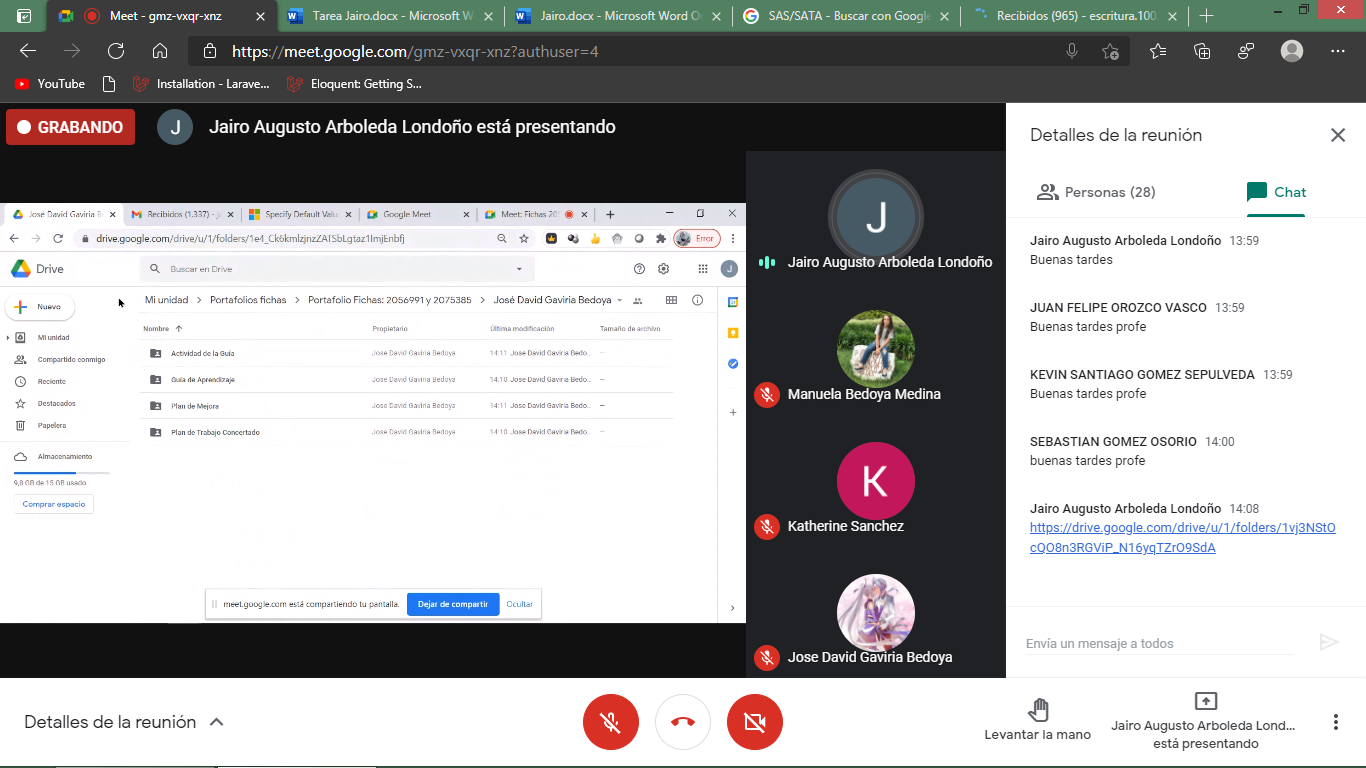 Meet - gmz-vxqr-xnz
Tarea Jairo.docx - Microsoft W
Jairo.docx - Microsoft Word O
SAS/SATA - Buscar con Google
Recibidos (965) - escritura.100
https://meet.google.com/gmz-vxqr-xnz?authuser=4
YouTube
Installation - Larave...
Eloquent: Getting S...
GRABANDO
J
Jairo Augusto Arboleda Londoño está presentando
José David Gaviria B
Recibidos (1.337) - j
Specify Default Valu
Google Meet
Meet: Fichas 205
drive.google.com/drive/u/1/folders/1e4_Ck6kmlzjnzZATSbLgtaz1ImjEnbfj
Error
Drive
Buscar en Drive
J
Nuevo
Mi unidad
Compartido conmigo
Reciente
Destacados
Papelera
Almacenamiento
9,8 GB de 15 GB usado
Comprar espacio
Mi unidad > Portafolios fichas > Portafolio Fichas: 2056991 y 2075385 > José David Gaviria Bedoya
Nombre Propietario Última modificación Tamaño de archivo
Actividad de la Guía Jose David Gaviria Bedoya 14:11 Jose David Gaviria Bedo.. —
Guía de Aprendizaje Jose David Gaviria Bedoya 14:10 Jose David Gaviria Bedo.. —
Plan de Mejora Jose David Gaviria Bedoya 14:11 Jose David Gaviria Bedo.. —
Plan de Trabajo Concertado Jose David Gaviria Bedoya 14:10 Jose David Gaviria Bedo.. —
meet.google.com está compartiendo tu pantalla.
Dejar de compartir
Ocultar
J
Jairo Augusto Arboleda Londoño
Manuela Bedoya Medina
K
Katherine Sanchez
Jose David Gaviria Bedoya
Detalles de la reunión
Personas (28)
Chat
Jairo Augusto Arboleda Londoño 13:59
Buenas tardes
JUAN FELIPE OROZCO VASCO 13:59
Buenas tardes profe
KEVIN SANTIAGO GOMEZ SEPULVEDA 13:59
Buenas tardes profe
SEBASTIAN GOMEZ OSORIO 14:00
buenas tardes profe
Jairo Augusto Arboleda Londoño 14:08
https://drive.google.com/drive/u/1/folders/1vj3NStO
cQO8n3RGViP_N16yqTZrO9SdA
Envía un mensaje a todos
Detalles de la reunión
Levantar la mano
Jairo Augusto Arboleda Lond...
está presentando